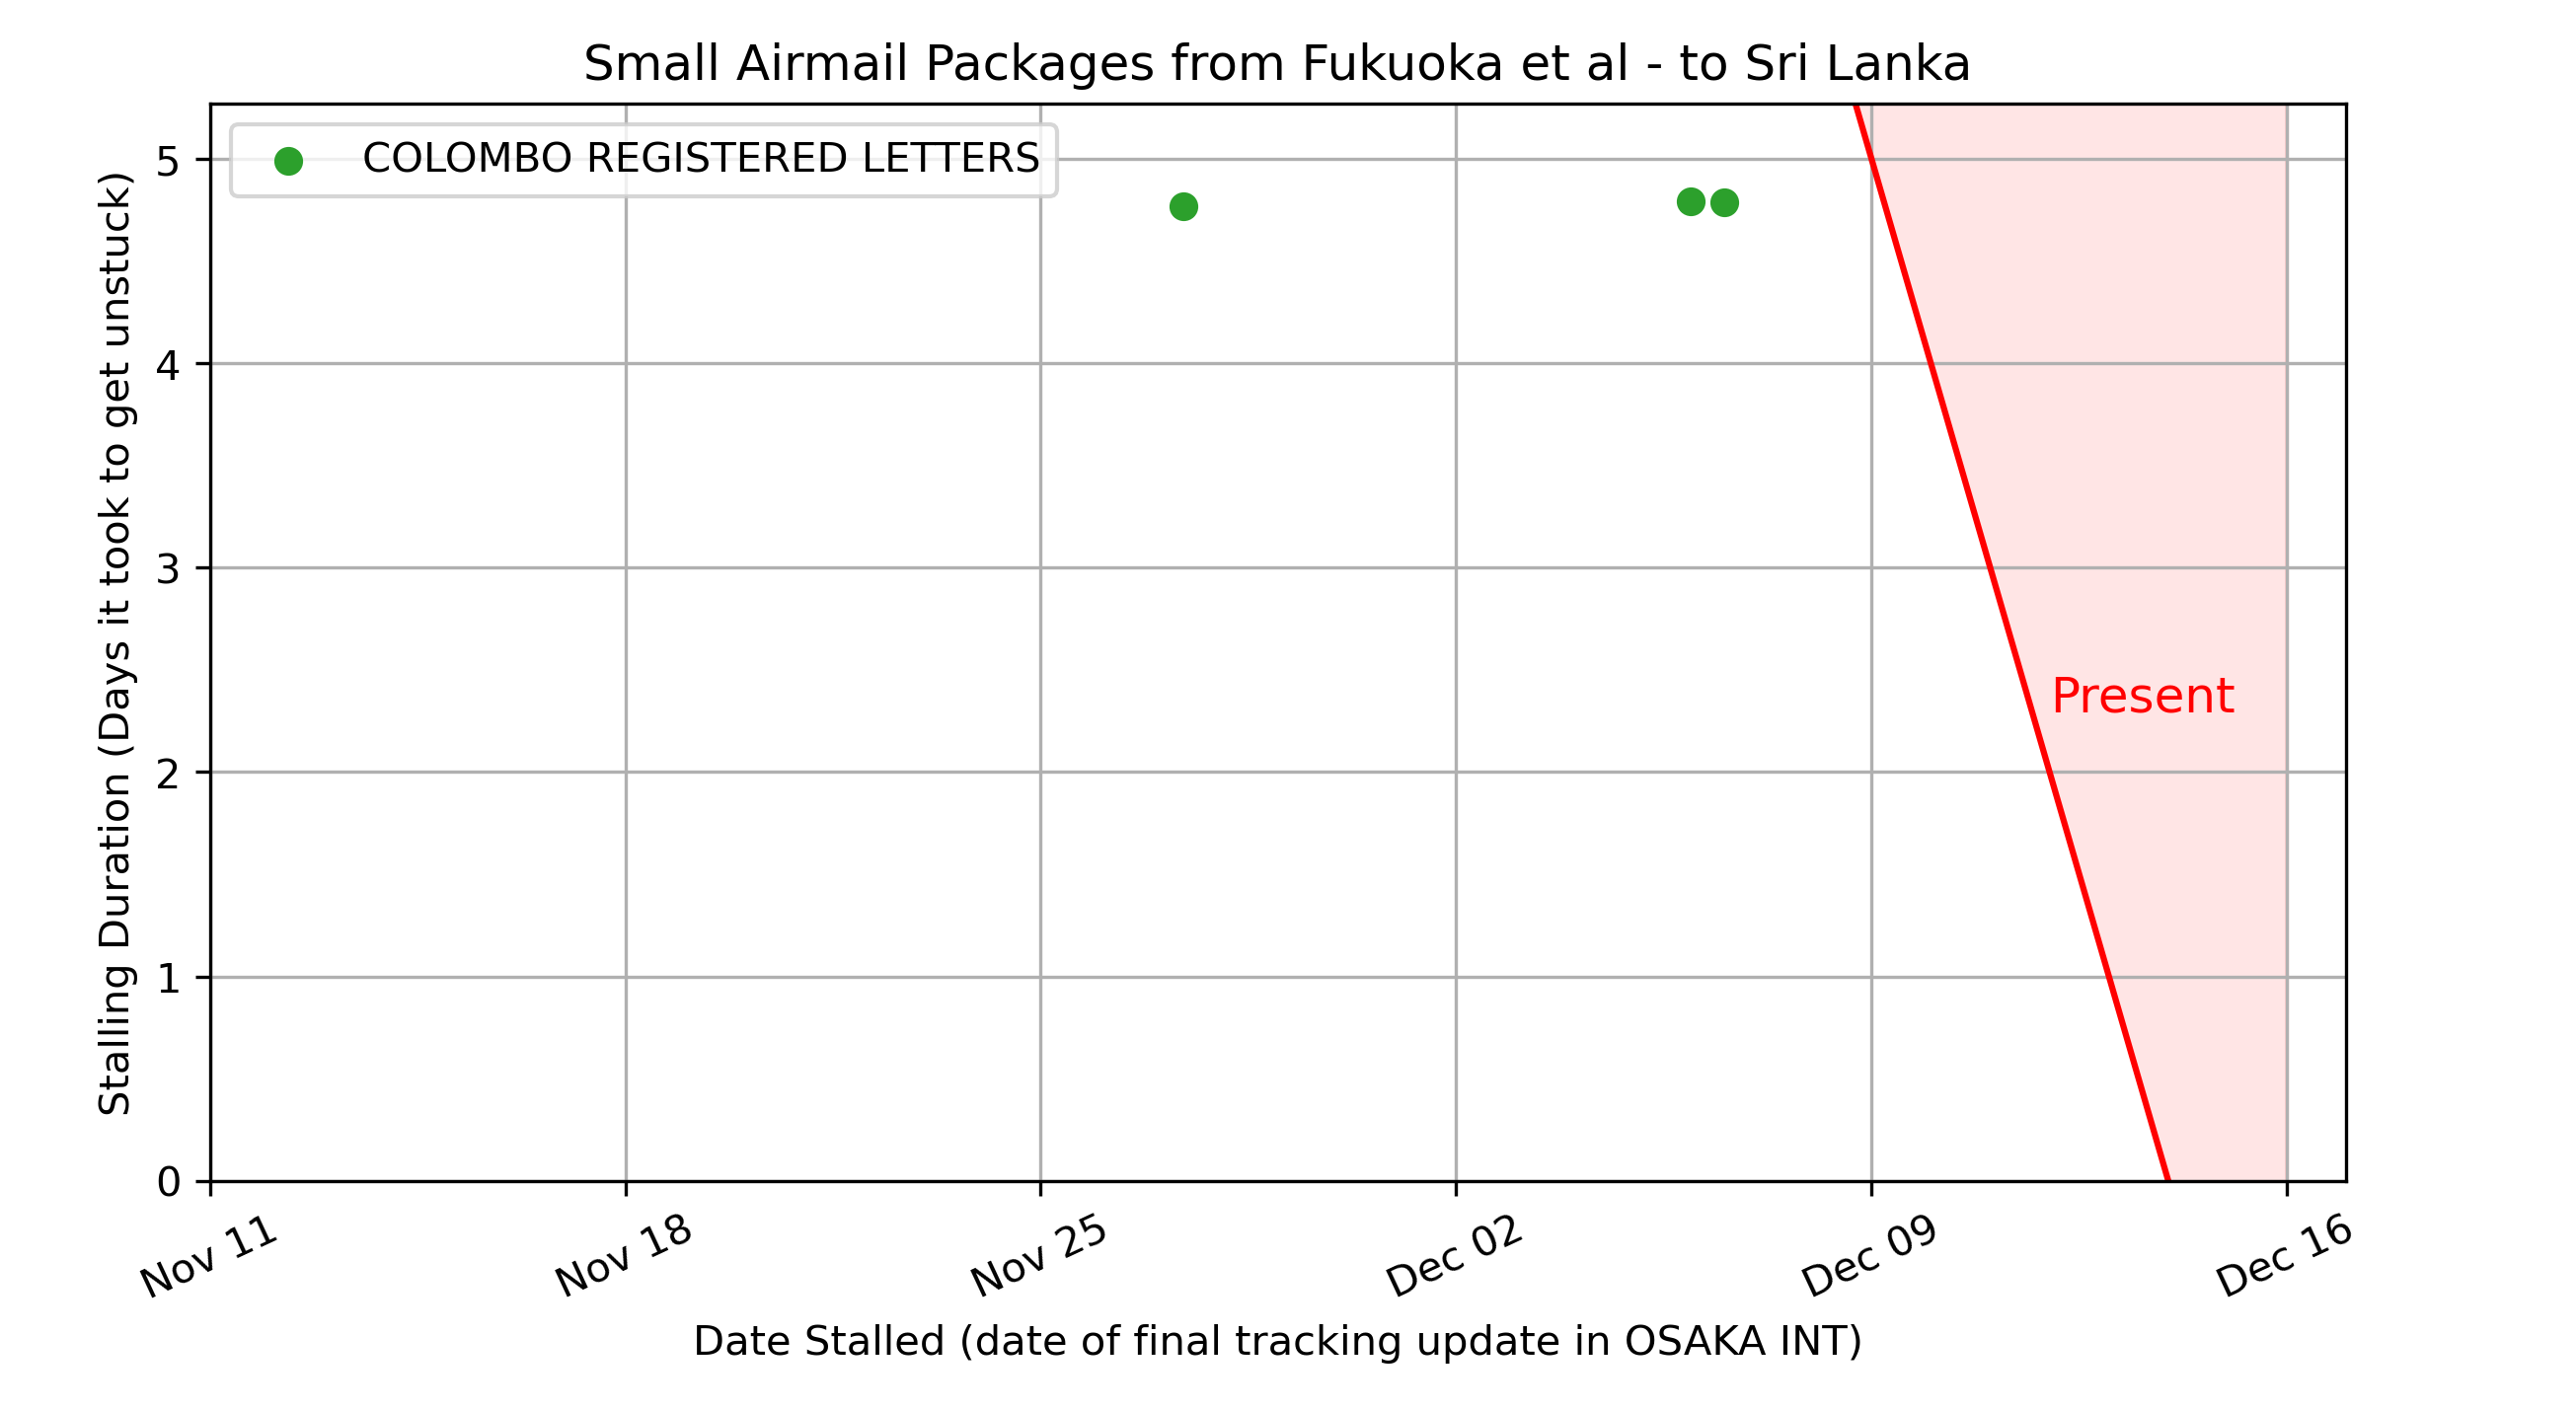 Small Airmail Packages from Fukuoka et al - to Sri Lanka
COLOMBO REGISTERED LETTERS
Stalling Duration (Days it took to get unstuck)
5
4
3
2
1
0
Present
Nov 11
Nov 18
Nov 25
Dec 02
Dec 09
Dec 16
Date Stalled (date of final tracking update in OSAKA INT)